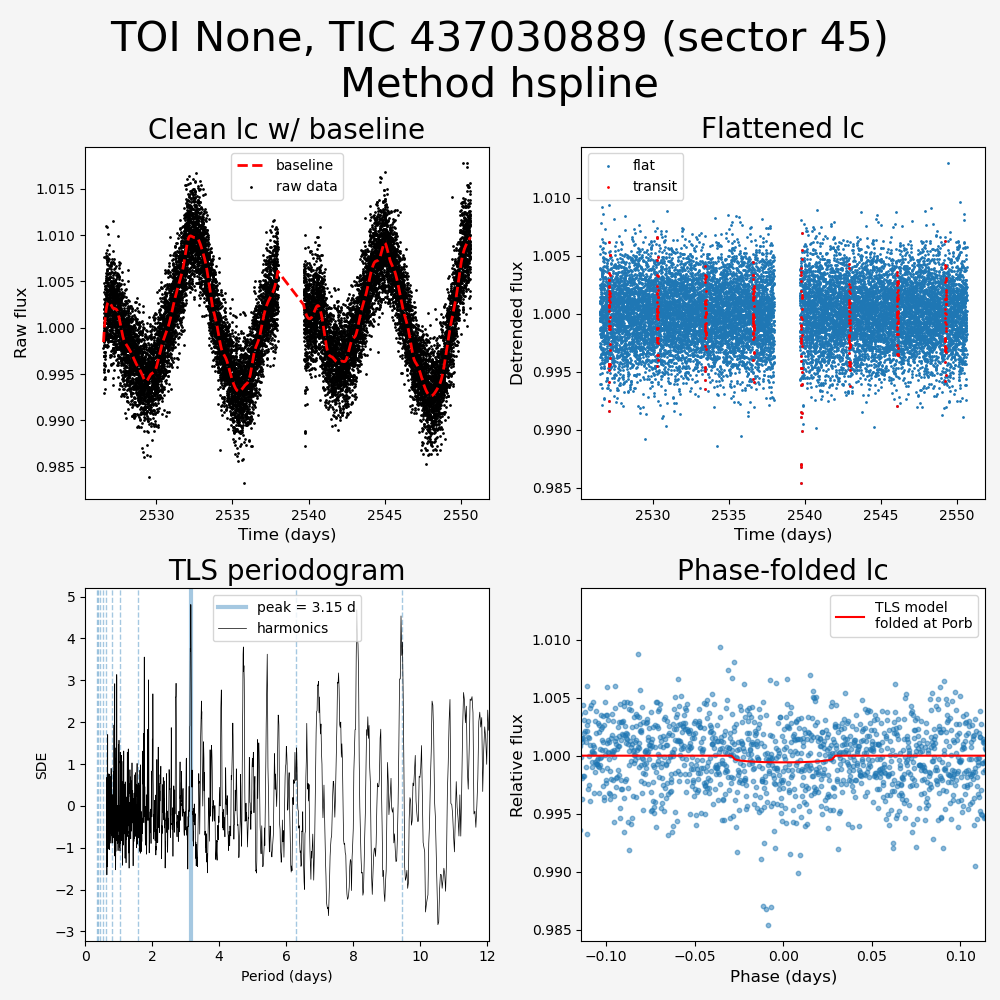 TOI None, TIC 437030889 (sector 45)
Method hspline
Clean lc w/ baseline
baseline
raw data
1.015
1.010
1.005
1.000
0.995
0.990
0.985
Raw flux
2530
2535
2540
2545
2550
Time (days)
Flattened lc
flat
transit
1.010
1.005
1.000
0.995
0.990
0.985
Detrended flux
2530
2535
2540
2545
2550
Time (days)
TLS periodogram
peak = 3.15 d
harmonics
5
4
3
2
1
0
−1
−2
−3
SDE
0
2
4
6
8
10
12
Period (days)
Phase-folded lc
TLS model
folded at Porb
1.010
1.005
1.000
0.995
0.990
0.985
Relative flux
−0.10
−0.05
0.00
0.05
0.10
Phase (days)